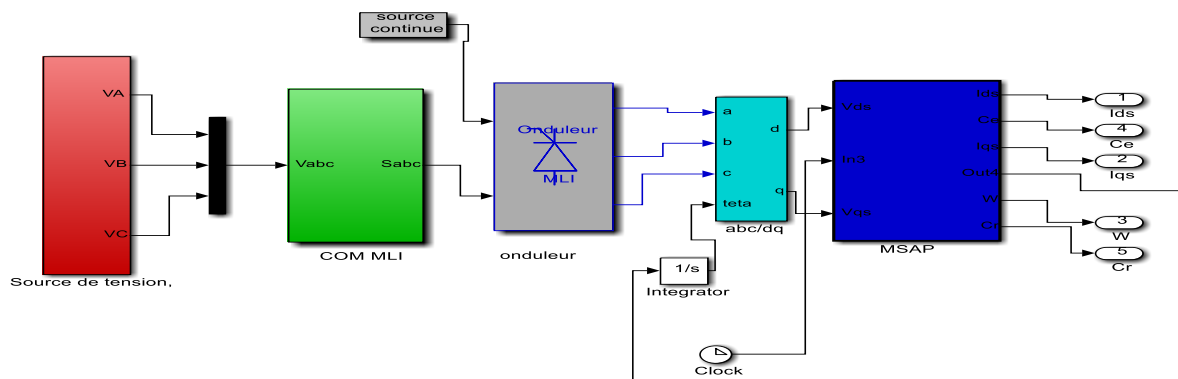 source
continue
VA
VB
VC
Source de tension,
Vabc
Sabc
COM MLI
Onduleur
MLI
onduleur
a
b
c
teta
d
q
abc/dq
1/s
Integrator
Clock
Vds
In3
Vqs
Ids
Ce
Iqs
Out4
W
Cr
MSAP
1
Ids
4
Ce
2
Iqs
3
W
5
Cr